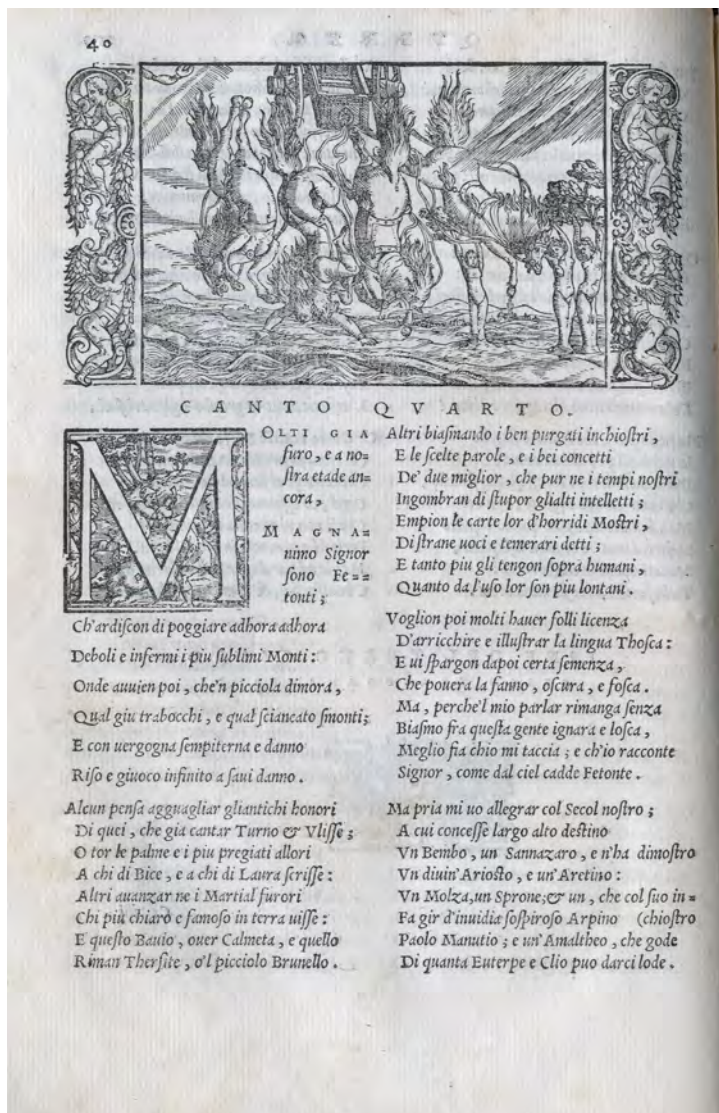 40
CANTO QVARTO.
MOLTI GIA
furo, e a no=
ſtra etade an=
cora,
MAGNA=
nimo Signor
ſono Fe==
tonti;
Ch'ardiſcon di poggiare adhora adhora
Deboli e infermi i piu ſublimi Monti:
Onde auuien poi, che'n picciola dimora,
Qual giu trabocchi, e qual ſciancato ſmonti;
E con uergogna ſempiterna e danno
Riſo e giuoco infinito a ſaui danno.
Alcun penſa agguagliar gliantichi honori
Di quei, che già cantar Turno & Vliſſe;
O tor le palme e i piu pregiati allori
A chi di Bice, e a chi di Laura ſcriſſe:
Altri auanzar ne i Martial furori
Chi più chiaro e famoſo in terra uiſſe:
E queſto Bauio, ouer Calmeta, e quello
Riman Therſite, o'l picciolo Brunello.
Altri biaſmando i ben purgati inchioſtri,
E le ſcelte parole, e i bei concetti
De' due miglior, che pur ne i tempi noſtri
Ingombran di ſtupor glialti intelletti;
Empion le carte lor d'horridi Moſtri,
Di ſtrane uoci e temerari detti;
E tanto piu gli tengon ſopra humani,
Quanto da l'uſo lor ſon piu lontani.
Voglion poi molti hauer folli licenza
D'arricchire e illuſtrar la lingua Thoſca:
E ui ſpargon dapoi certa ſemenza,
Che pouera la fanno, oſcura, e foſca.
Ma, perche'l mio parlar rimanga ſenza
Biaſmo fra queſta gente ignara e loſca,
Meglio fia chio mi taccia; e ch'io racconte
Signor, come dal ciel cadde Fetonte.
Ma pria mi uo allegrar col Secol noſtro;
A cui conceſſe largo alto deſtino
Vn Bembo, un Sannazaro, e n'ha dimoſtro
Vn diuin'Arioſto, e un'Aretino:
Vn Molza, un Sprone; & un, che col ſuo in=
Fa gir d'inuidia ſoſpiroſo Arpino (chioſtro
Paolo Manutio; e un'Amaltheo, che gode
Di quanta Euterpe e Clio puo darci lode.